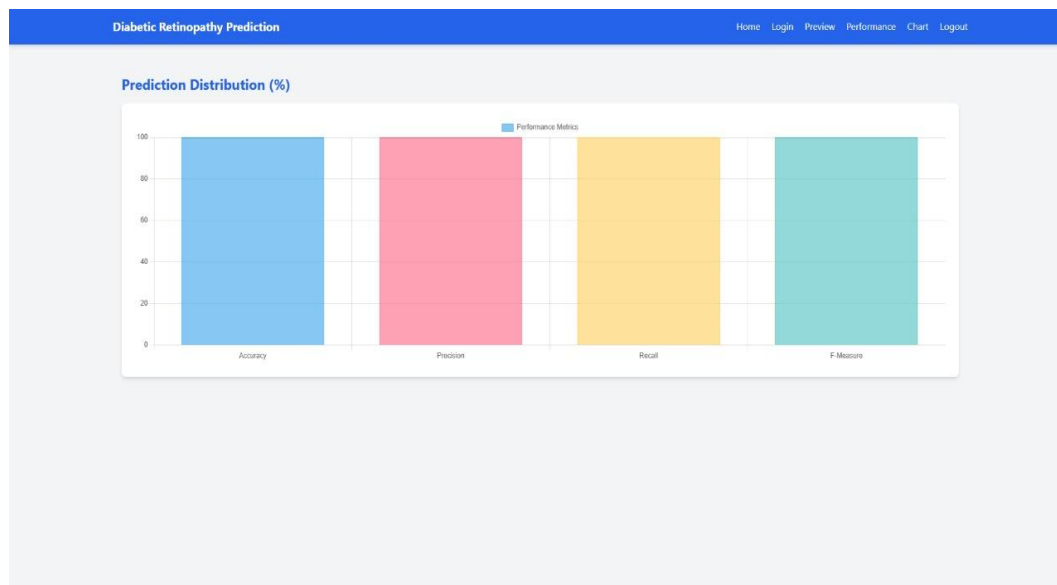 Diabetic Retinopathy Prediction
Home Login Preview Performance Chart Logout
Prediction Distribution (%)
Performance Metrics
100
80
60
40
20
0
Accuracy Precision Recall F-Measure